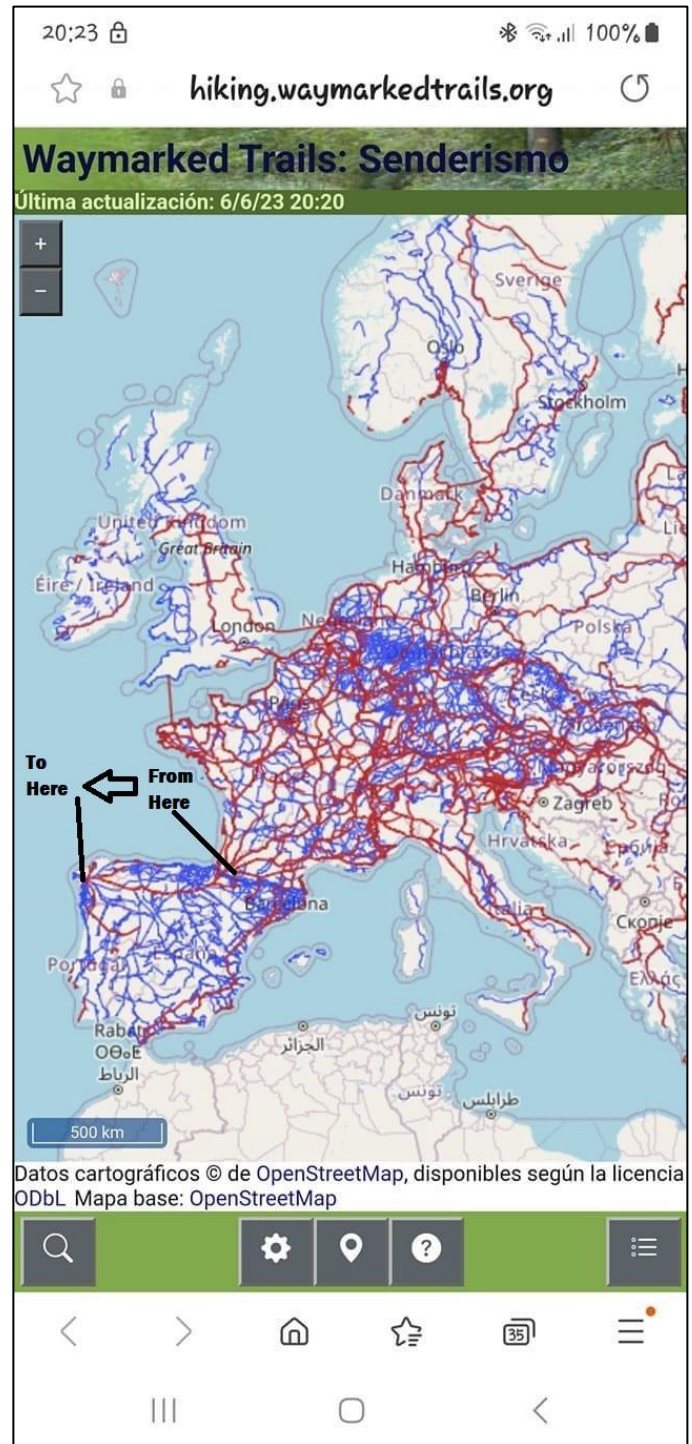 20:23
100%
hiking.waymarkedtrails.org
Waymarked Trails: Senderismo
Última actualización: 6/6/23 20:20
+
−
Sverige
Oslo
Stockholm
Danmark
United Kingdom
Great Britain
Éire / Ireland
Hamburg
Berlin
London
Polska
Paris
To
Here
From
Here
Magyarország
Zagreb
Hrvatska
Barcelona
Italia
Скопје
Portugal
España
Ελλάς
Rabat
ⵔⴱⴰⵟ
الرباط
الجزائر
تونس
تونس
طرابلس
500 km
Datos cartográficos © de OpenStreetMap, disponibles según la licencia
ODbL Mapa base: OpenStreetMap
?
35